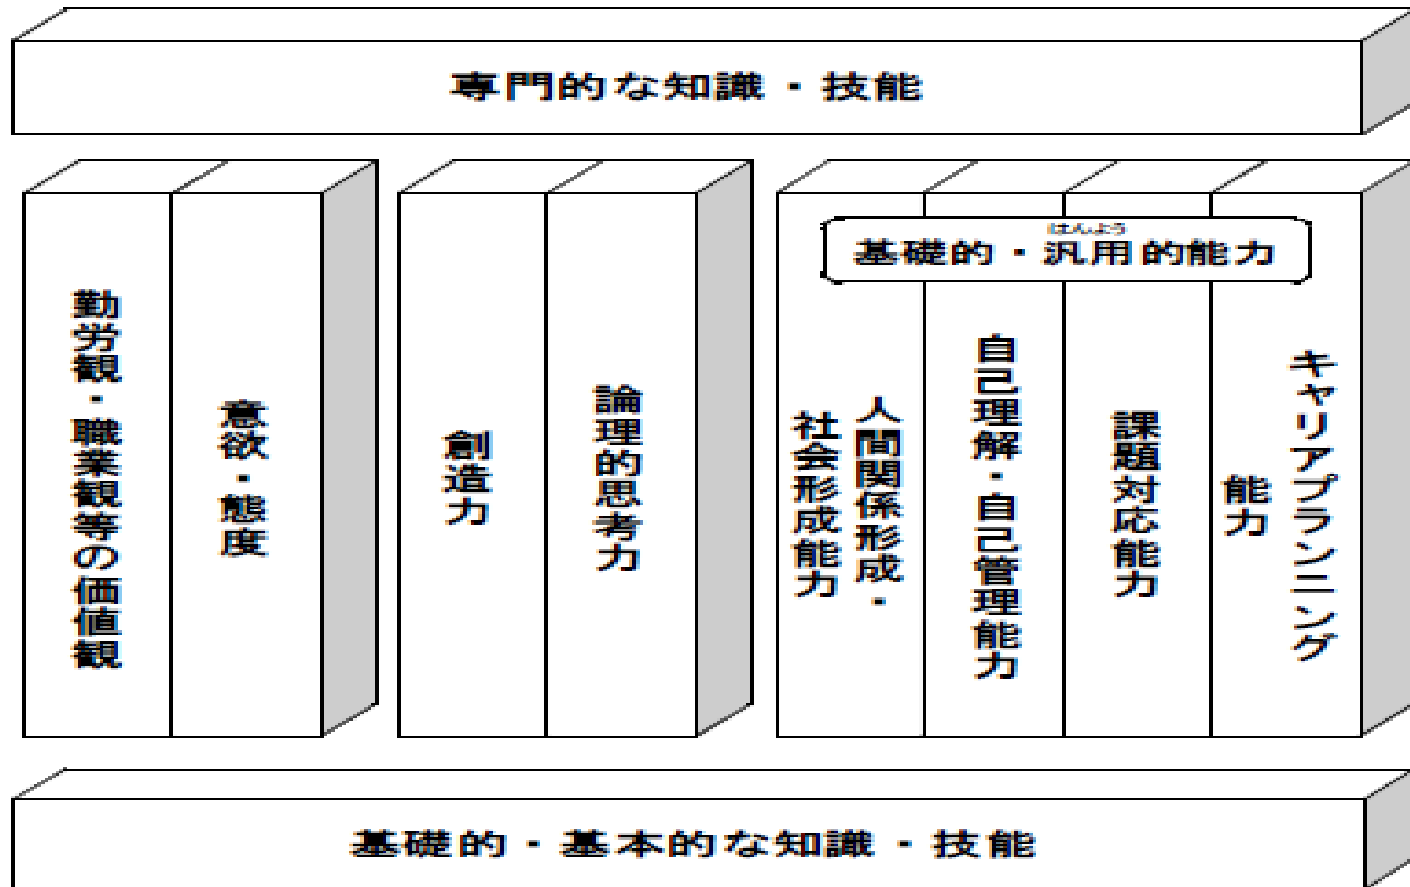 専門的な知識・技能
勤労観・職業観等の価値観
意欲・態度
創造力
論理的思考力
はんよう
基礎的・汎用的能力
人間関係形成・
社会形成能力
自己理解・自己管理能力
課題対応能力
キャリアプランニング
能力
基礎的・基本的な知識・技能